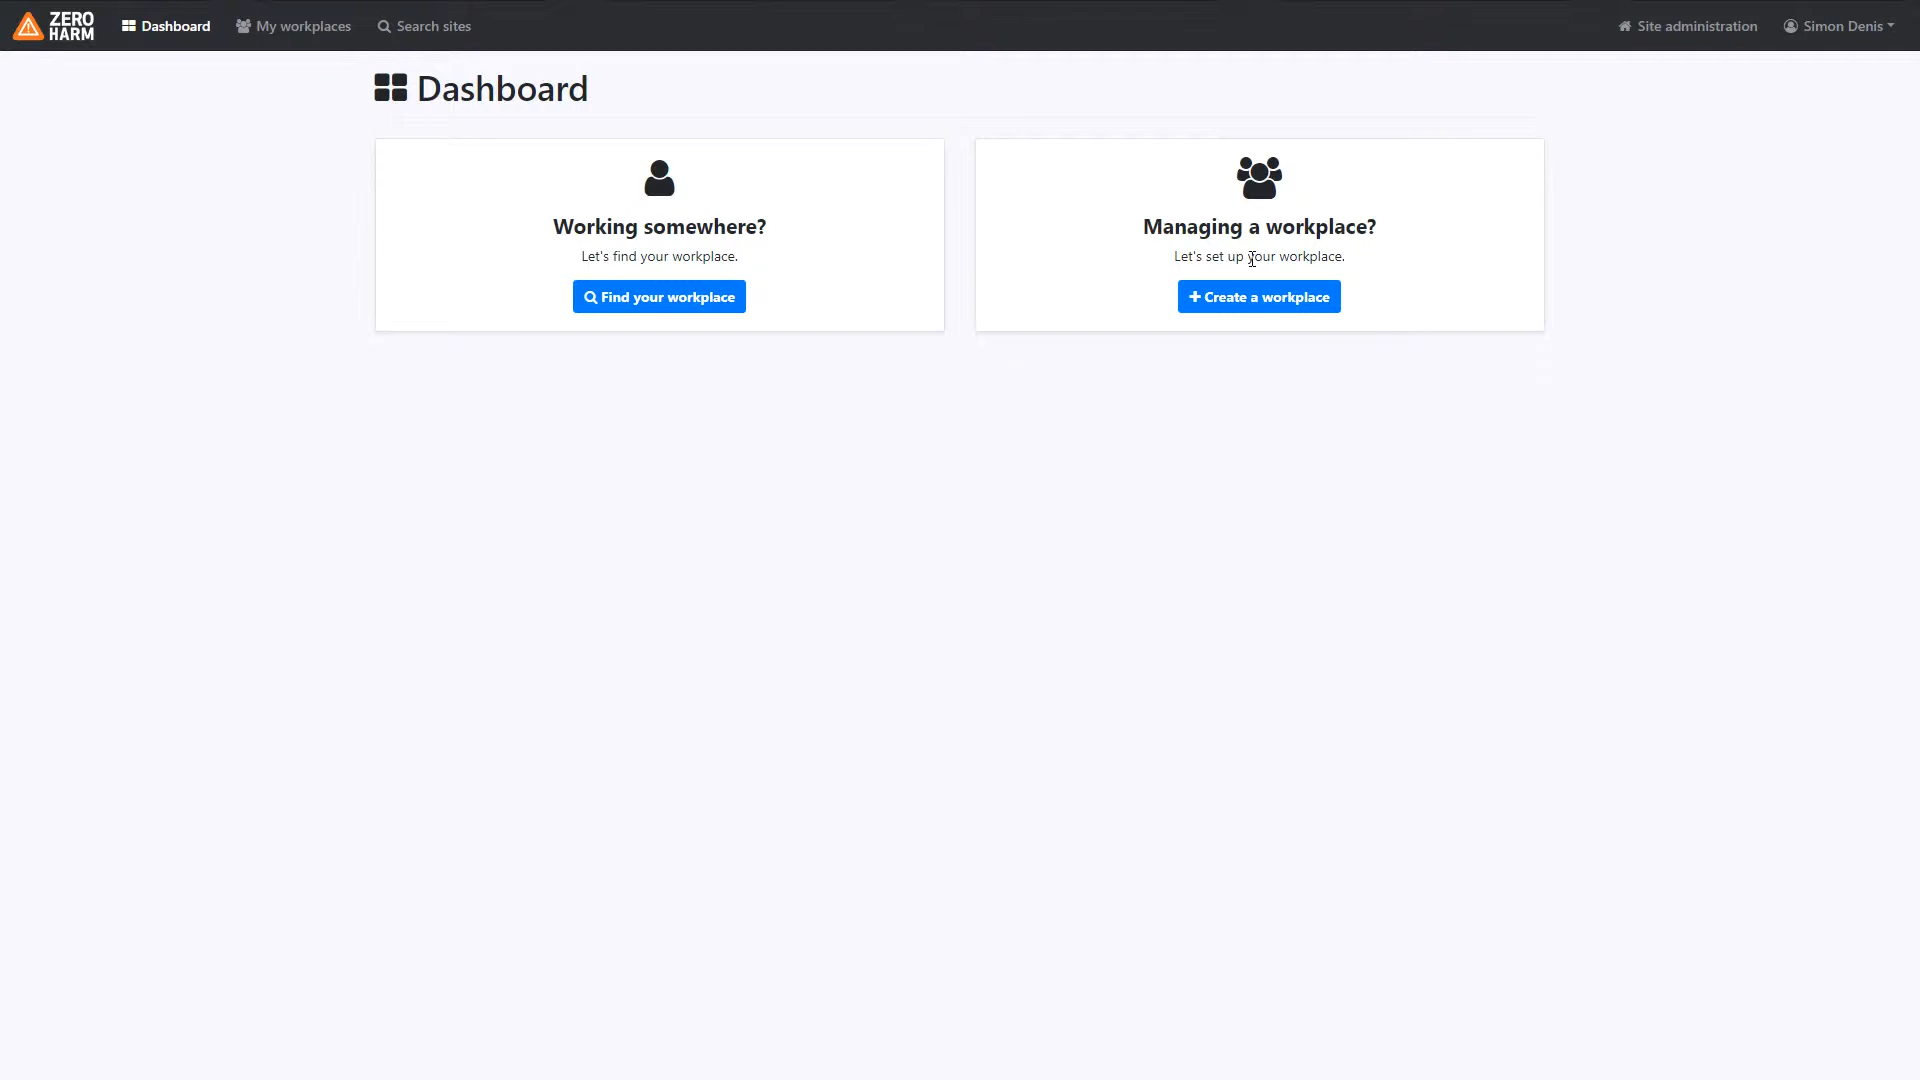 ZERO HARM
Dashboard
My workplaces
Search sites
Site administration
Simon Denis
Dashboard
Working somewhere?
Let's find your workplace.
Find your workplace
Managing a workplace?
Let's set up your workplace.
Create a workplace